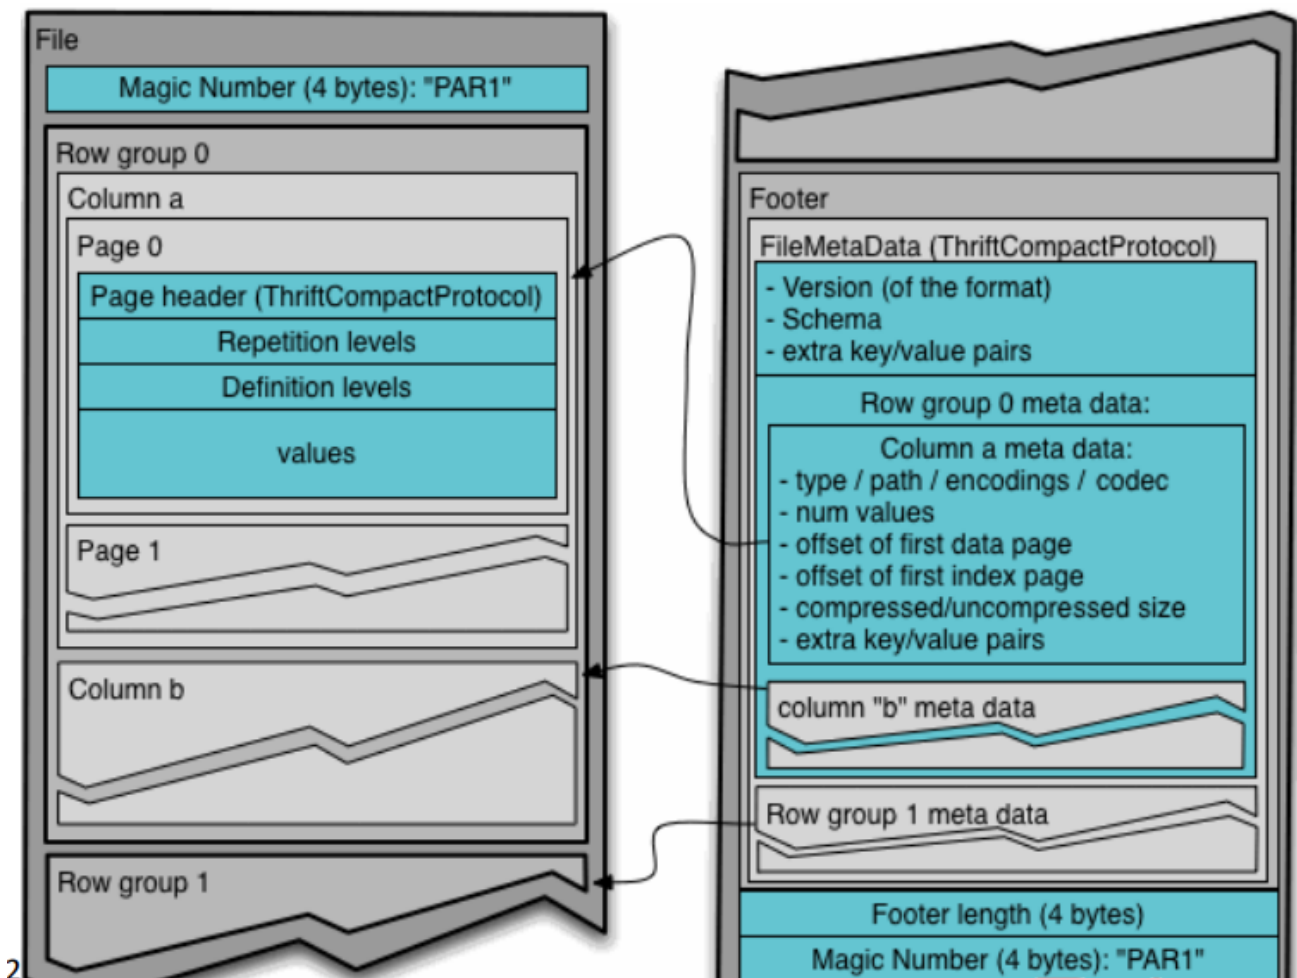 File
Magic Number (4 bytes): "PAR1"
Row group 0
Column a
Page 0
Page header (ThriftCompactProtocol)
Repetition levels
Definition levels
values
Page 1
Column b
Row group 1
2
Footer
FileMetaData (ThriftCompactProtocol)
- Version (of the format)
- Schema
- extra key/value pairs
Row group 0 meta data:
Column a meta data:
- type / path / encodings / codec
- num values
- offset of first data page
- offset of first index page
- compressed/uncompressed size
- extra key/value pairs
column "b" meta data
Row group 1 meta data
Footer length (4 bytes)
Magic Number (4 bytes): "PAR1"